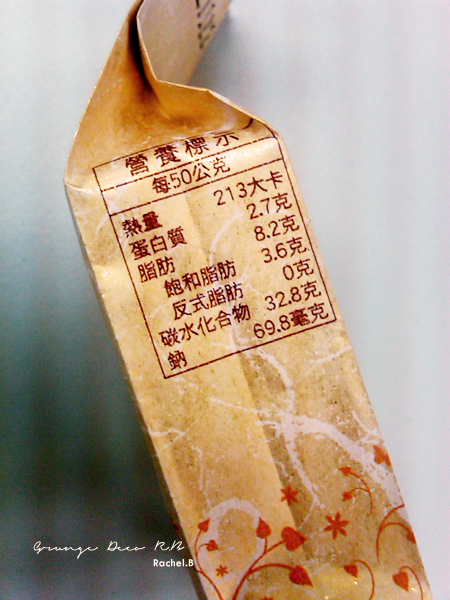 營養標示
每50公克
熱量 213大卡
蛋白質 2.7克
脂肪 8.2克
飽和脂肪 3.6克
反式脂肪 0克
碳水化合物 32.8克
鈉 69.8毫克
Grunge Deco R.B
Rachel.B